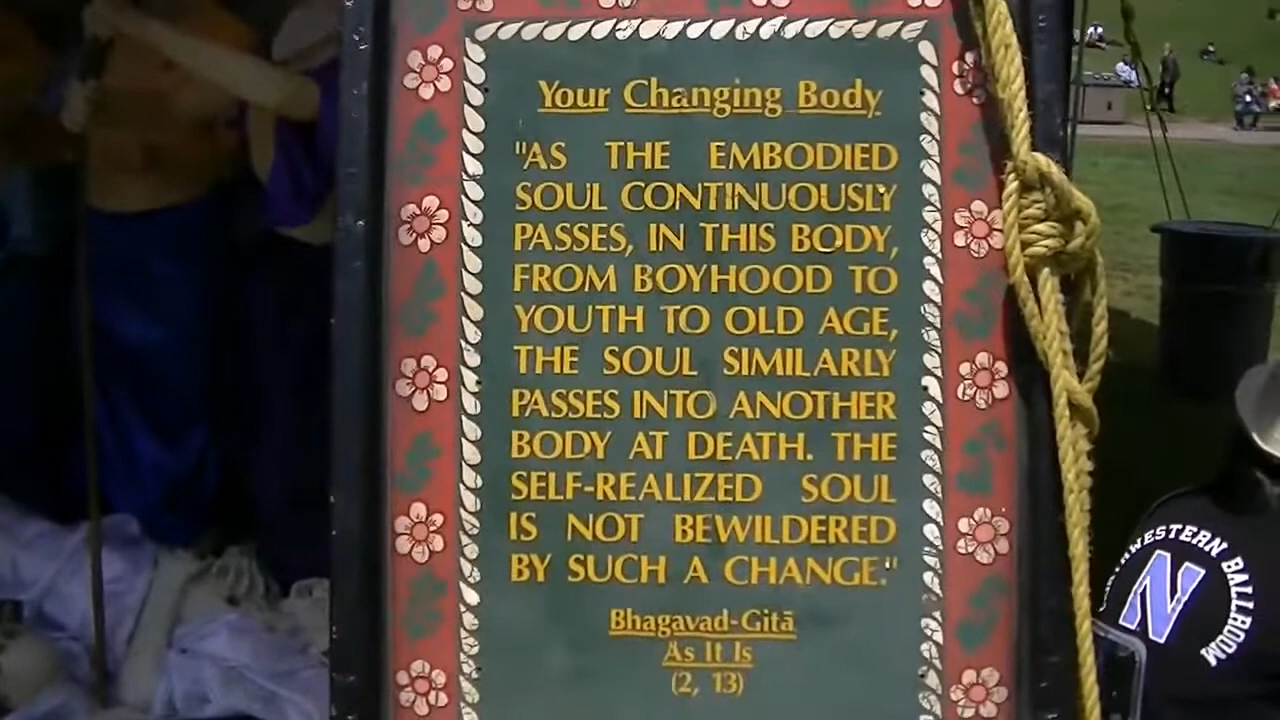 Your Changing Body
"AS THE EMBODIED
SOUL CONTINUOUSLY
PASSES, IN THIS BODY,
FROM BOYHOOD TO
YOUTH TO OLD AGE,
THE SOUL SIMILARLY
PASSES INTO ANOTHER
BODY AT DEATH. THE
SELF-REALIZED SOUL
IS NOT BEWILDERED
BY SUCH A CHANGE."
Bhagavad-Gitā
As It Is
(2, 13)
NORTHWESTERN BALLROOM
N